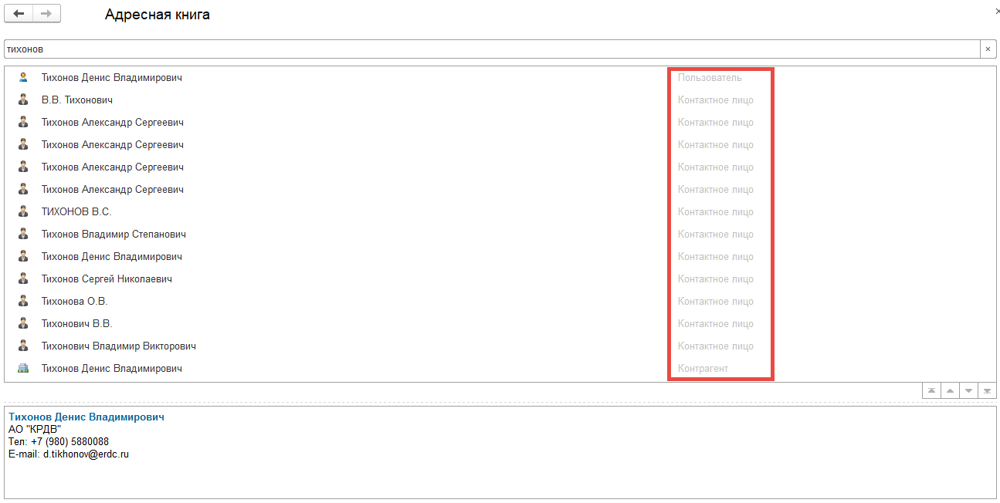 Адресная книга
тихонов
Тихонов Денис Владимирович Пользователь
В.В. Тихонович Контактное лицо
Тихонов Александр Сергеевич Контактное лицо
Тихонов Александр Сергеевич Контактное лицо
Тихонов Александр Сергеевич Контактное лицо
Тихонов Александр Сергеевич Контактное лицо
ТИХОНОВ В.С. Контактное лицо
Тихонов Владимир Степанович Контактное лицо
Тихонов Денис Владимирович Контактное лицо
Тихонов Сергей Николаевич Контактное лицо
Тихонова О.В. Контактное лицо
Тихонович В.В. Контактное лицо
Тихонович Владимир Викторович Контактное лицо
Тихонов Денис Владимирович Контрагент
Тихонов Денис Владимирович
АО "КРДВ"
Тел: +7 (980) 5880088
E-mail: d.tikhonov@erdc.ru